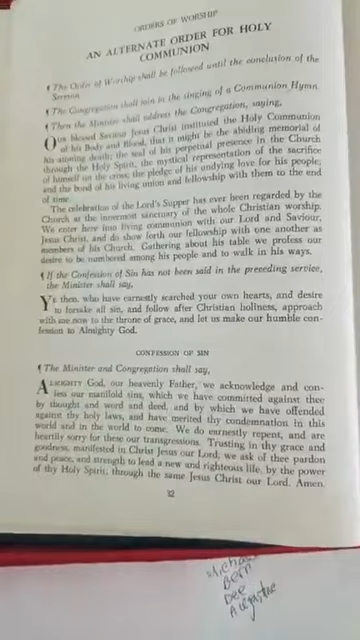 ORDERS OF WORSHIP
AN ALTERNATE ORDER FOR HOLY
COMMUNION
¶ The Order of Worship shall be followed until the conclusion of the
Sermon
¶ The Congregation shall join in the singing of a Communion Hymn.
¶ Then the Minister shall address the Congregation, saying,
OUR blessed Saviour Jesus Christ instituted the Holy Communion
of his Body and Blood, that it might be the abiding memorial of
his atoning death; the seal of his perpetual presence in the Church
through the Holy Spirit, the mystical representation of the sacrifice
of himself on the cross; the pledge of his undying love for his people;
and the bond of his living union and fellowship with them to the end
of time.
The celebration of the Lord's Supper has ever been regarded by the
Church as the innermost sanctuary of the whole Christian worship.
We enter here into living communion with our Lord and Saviour,
Jesus Christ, and do show forth our fellowship with one another as
members of his Church. Gathering about his table we profess our
desire to be numbered among his people and to walk in his ways.
¶ If the Confession of Sin has not been said in the preceding service,
the Minister shall say,
YE then, who have earnestly searched your own hearts, and desire
to forsake all sin, and follow after Christian holiness, approach
with me now to the throne of grace, and let us make our humble con-
fession to Almighty God.
CONFESSION OF SIN
¶ The Minister and Congregation shall say,
ALMIGHTY God, our heavenly Father, we acknowledge and con-
fess our manifold sins, which we have committed against thee
by thought and word and deed, and by which we have offended
against thy holy laws, and have merited thy condemnation in this
world and in the world to come. We do earnestly repent, and are
heartily sorry for these our transgressions. Trusting in thy grace and
goodness, manifested in Christ Jesus our Lord, we ask of thee pardon
and peace, and strength to lead a new and righteous life, by the power
of thy Holy Spirit, through the same Jesus Christ our Lord. Amen.
32
Bern
Dee